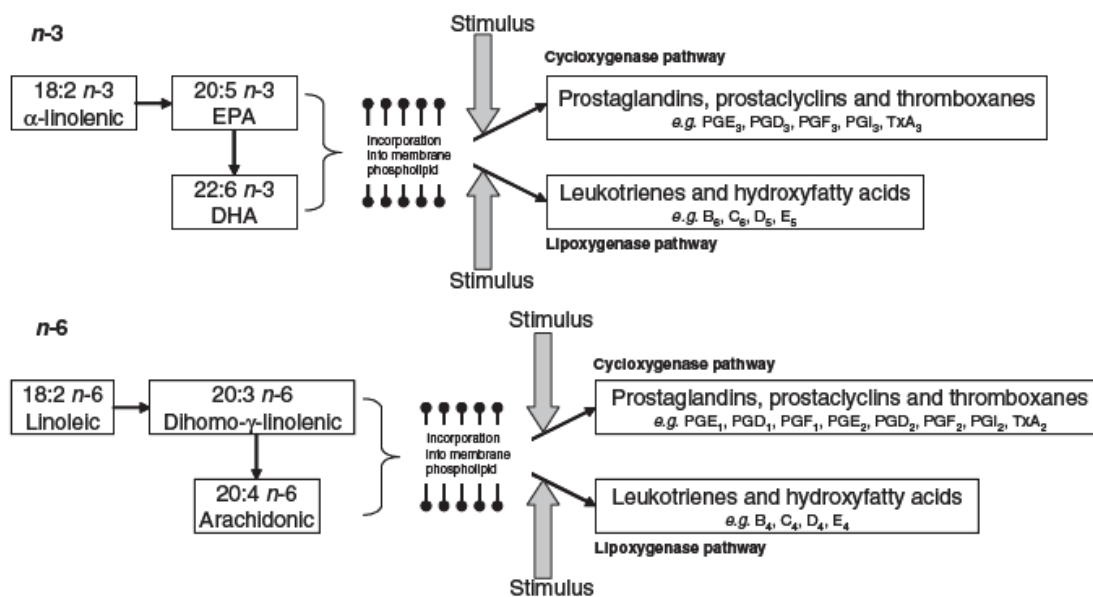 n-3
Stimulus
Cycloxygenase pathway
18:2 n-3
α-linolenic
20:5 n-3
EPA
22:6 n-3
DHA
Incorporation
into membrane
phospholipid
Prostaglandins, prostaclyclins and thromboxanes
e.g. PGE₃, PGD₃, PGF₃, PGI₃, TxA₃
Leukotrienes and hydroxyfatty acids
e.g. B₆, C₆, D₅, E₅
Lipoxygenase pathway
Stimulus
n-6
Stimulus
Cycloxygenase pathway
18:2 n-6
Linoleic
20:3 n-6
Dihomo-γ-linolenic
20:4 n-6
Arachidonic
Incorporation
into membrane
phospholipid
Prostaglandins, prostaclyclins and thromboxanes
e.g. PGE₁, PGD₁, PGF₁, PGE₂, PGD₂, PGF₂, PGI₂, TxA₂
Leukotrienes and hydroxyfatty acids
e.g. B₄, C₄, D₄, E₄
Lipoxygenase pathway
Stimulus